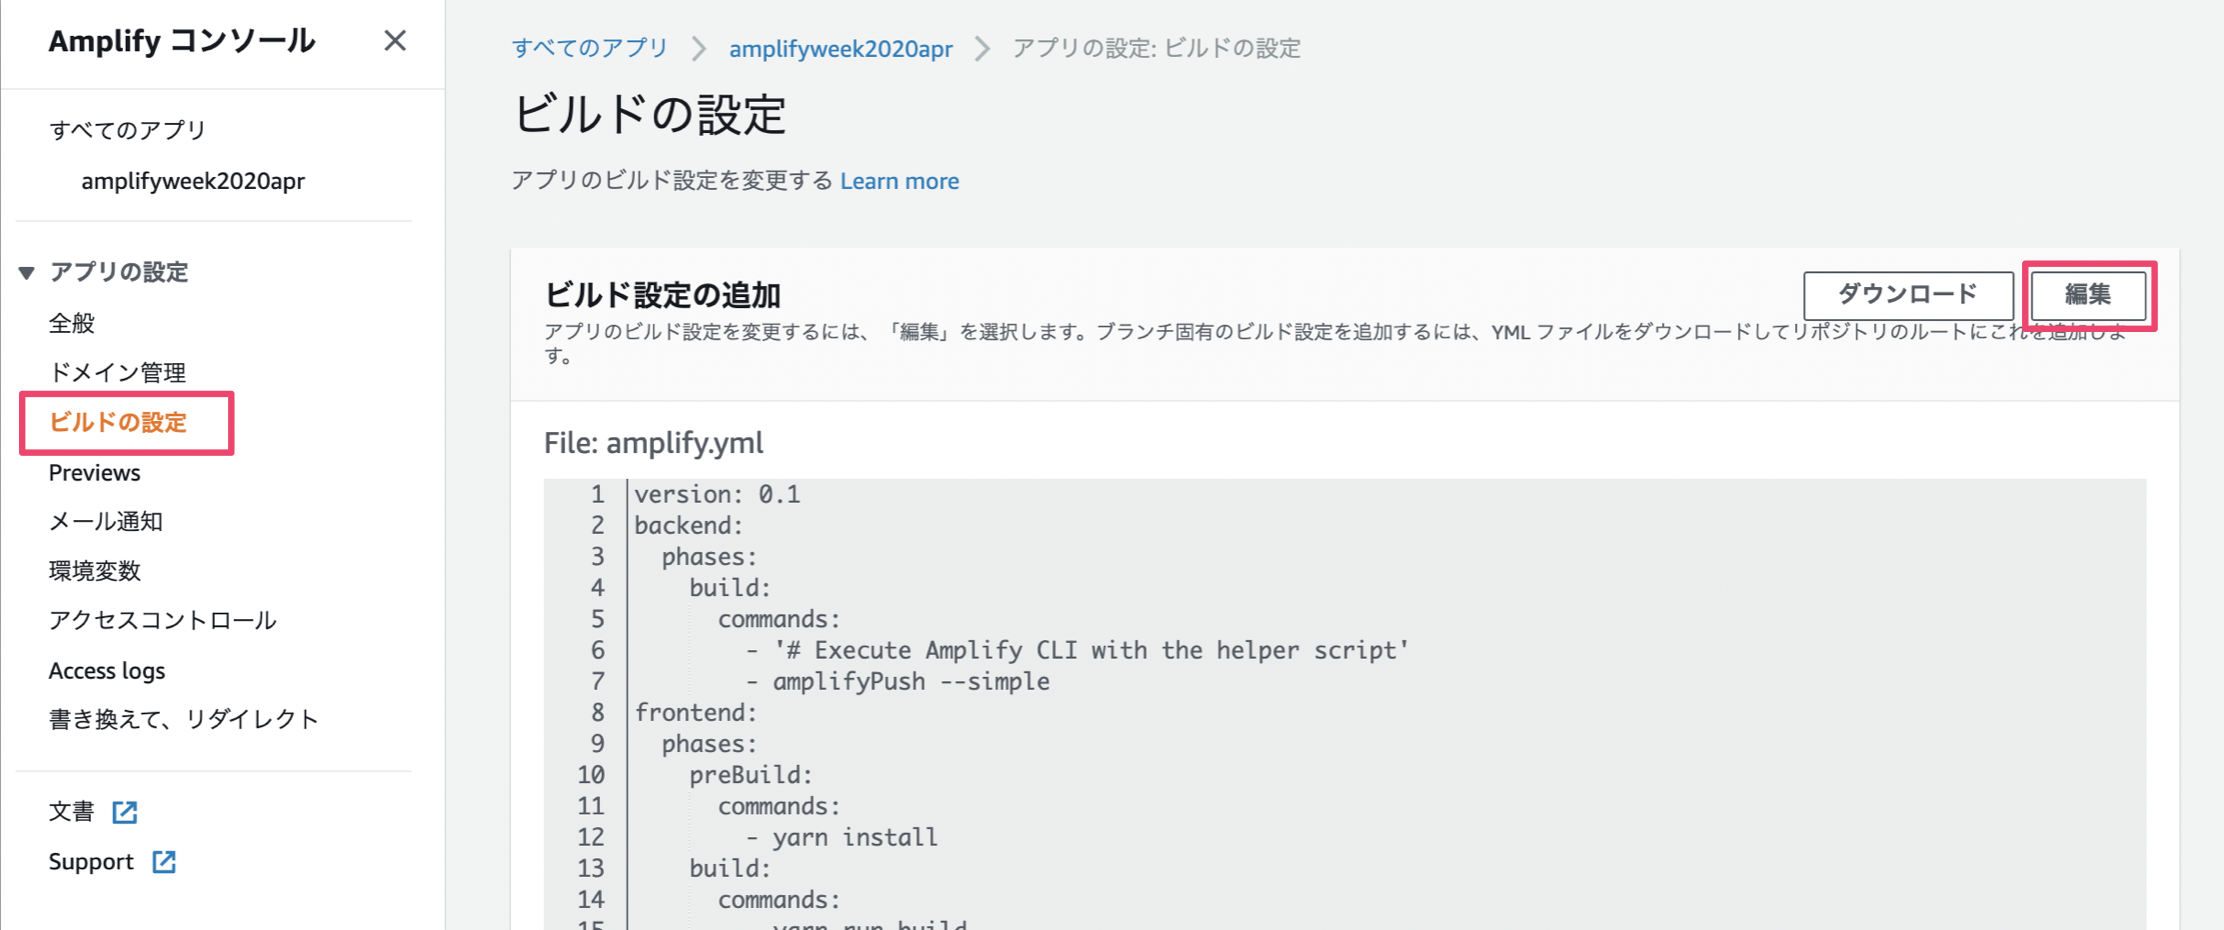 Amplify コンソール
すべてのアプリ
amplifyweek2020apr
アプリの設定
全般
ドメイン管理
ビルドの設定
Previews
メール通知
環境変数
アクセスコントロール
Access logs
書き換えて、リダイレクト
文書
Support
すべてのアプリ > amplifyweek2020apr > アプリの設定: ビルドの設定
ビルドの設定
アプリのビルド設定を変更する Learn more
ビルド設定の追加
ダウンロード
編集
アプリのビルド設定を変更するには、「編集」を選択します。ブランチ固有のビルド設定を追加するには、YML ファイルをダウンロードしてリポジトリのルートにこれを追加しま
す。
File: amplify.yml
1 version: 0.1
2 backend:
3   phases:
4     build:
5       commands:
6         - '# Execute Amplify CLI with the helper script'
7         - amplifyPush --simple
8 frontend:
9   phases:
10     preBuild:
11       commands:
12         - yarn install
13     build:
14       commands:
15         - yarn run build